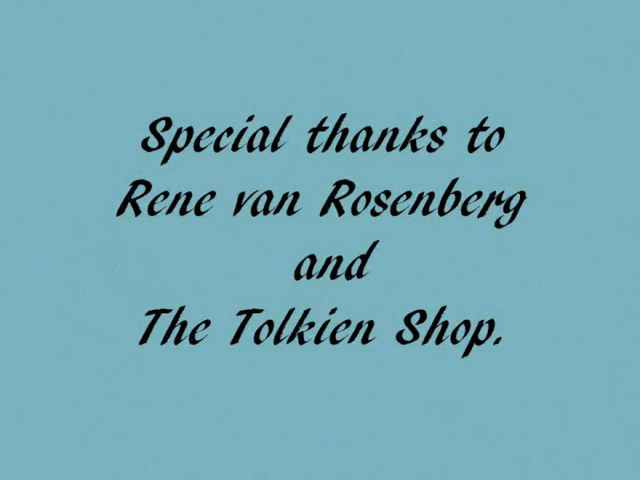 Special thanks to
Rene van Rosenberg
and
The Tolkien Shop.